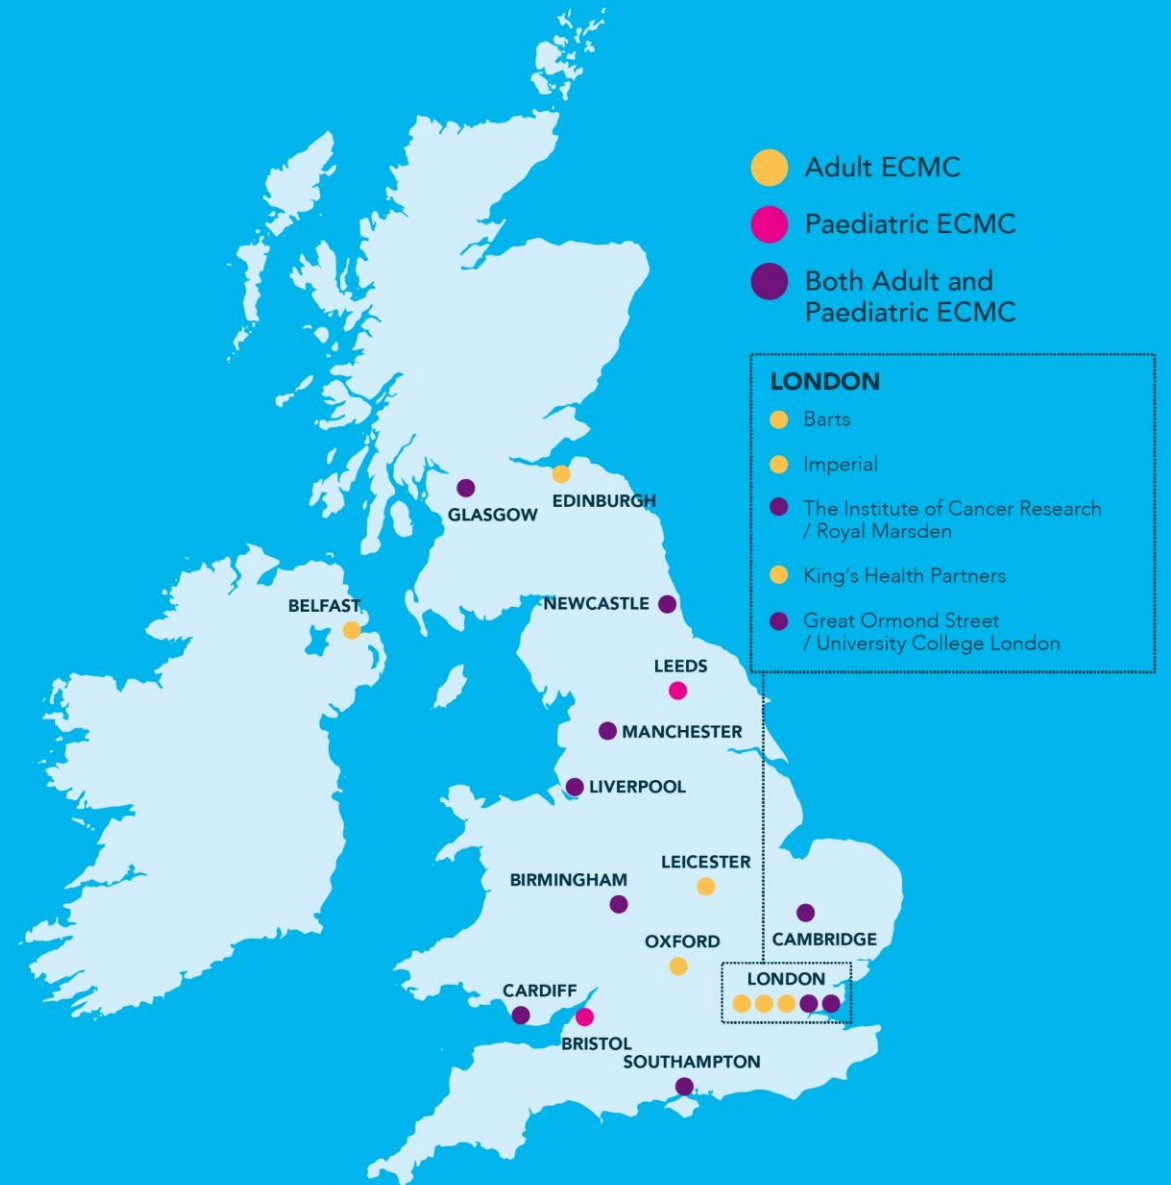 Adult ECMC
Paediatric ECMC
Both Adult and
Paediatric ECMC
LONDON
Barts
Imperial
The Institute of Cancer Research
/ Royal Marsden
King's Health Partners
Great Ormond Street
/ University College London
EDINBURGH
GLASGOW
BELFAST
NEWCASTLE
LEEDS
MANCHESTER
LIVERPOOL
LEICESTER
BIRMINGHAM
CAMBRIDGE
OXFORD
LONDON
CARDIFF
BRISTOL
SOUTHAMPTON